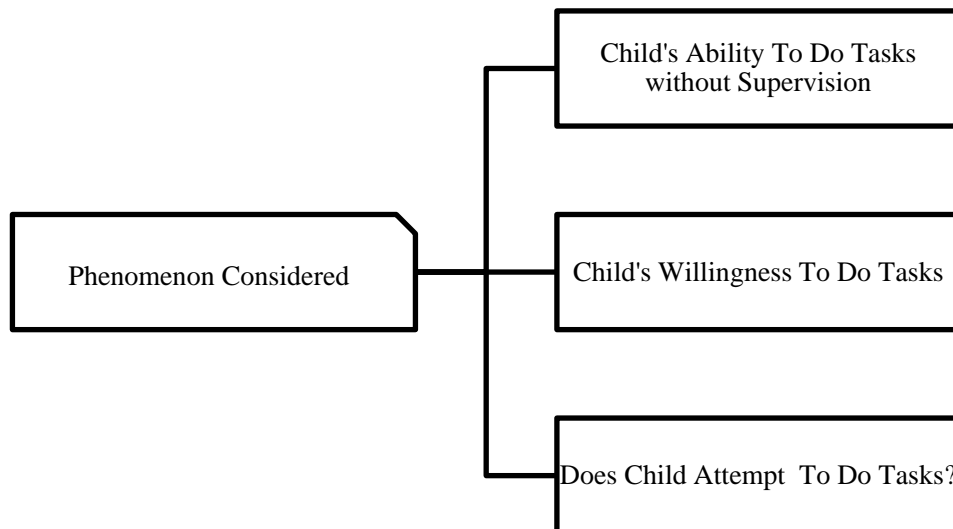 Child's Ability To Do Tasks
without Supervision
Phenomenon Considered
Child's Willingness To Do Tasks
Does Child Attempt  To Do Tasks?